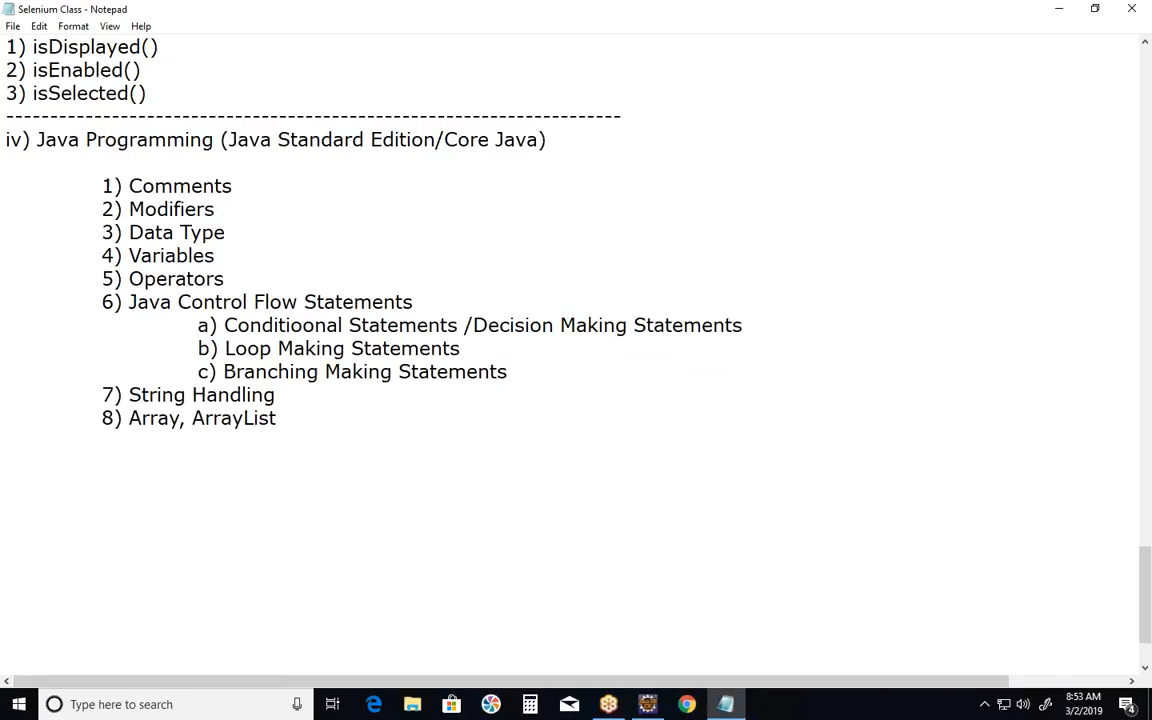 Selenium Class - Notepad
File Edit Format View Help
1) isDisplayed()
2) isEnabled()
3) isSelected()
----------------------------------------------------------------------
iv) Java Programming (Java Standard Edition/Core Java)
1) Comments
2) Modifiers
3) Data Type
4) Variables
5) Operators
6) Java Control Flow Statements
a) Conditioonal Statements /Decision Making Statements
b) Loop Making Statements
c) Branching Making Statements
7) String Handling
8) Array, ArrayList
Type here to search
8:53 AM
3/2/2019
4